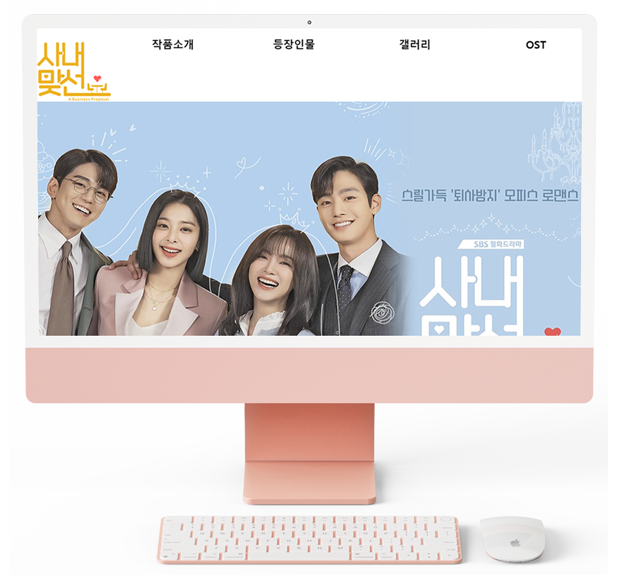 사내
맞선
A Business Proposal
작품소개
등장인물
갤러리
OST
스릴가득 '퇴사방지' 오피스 로맨스
SBS 월화드라마
사내
맞선